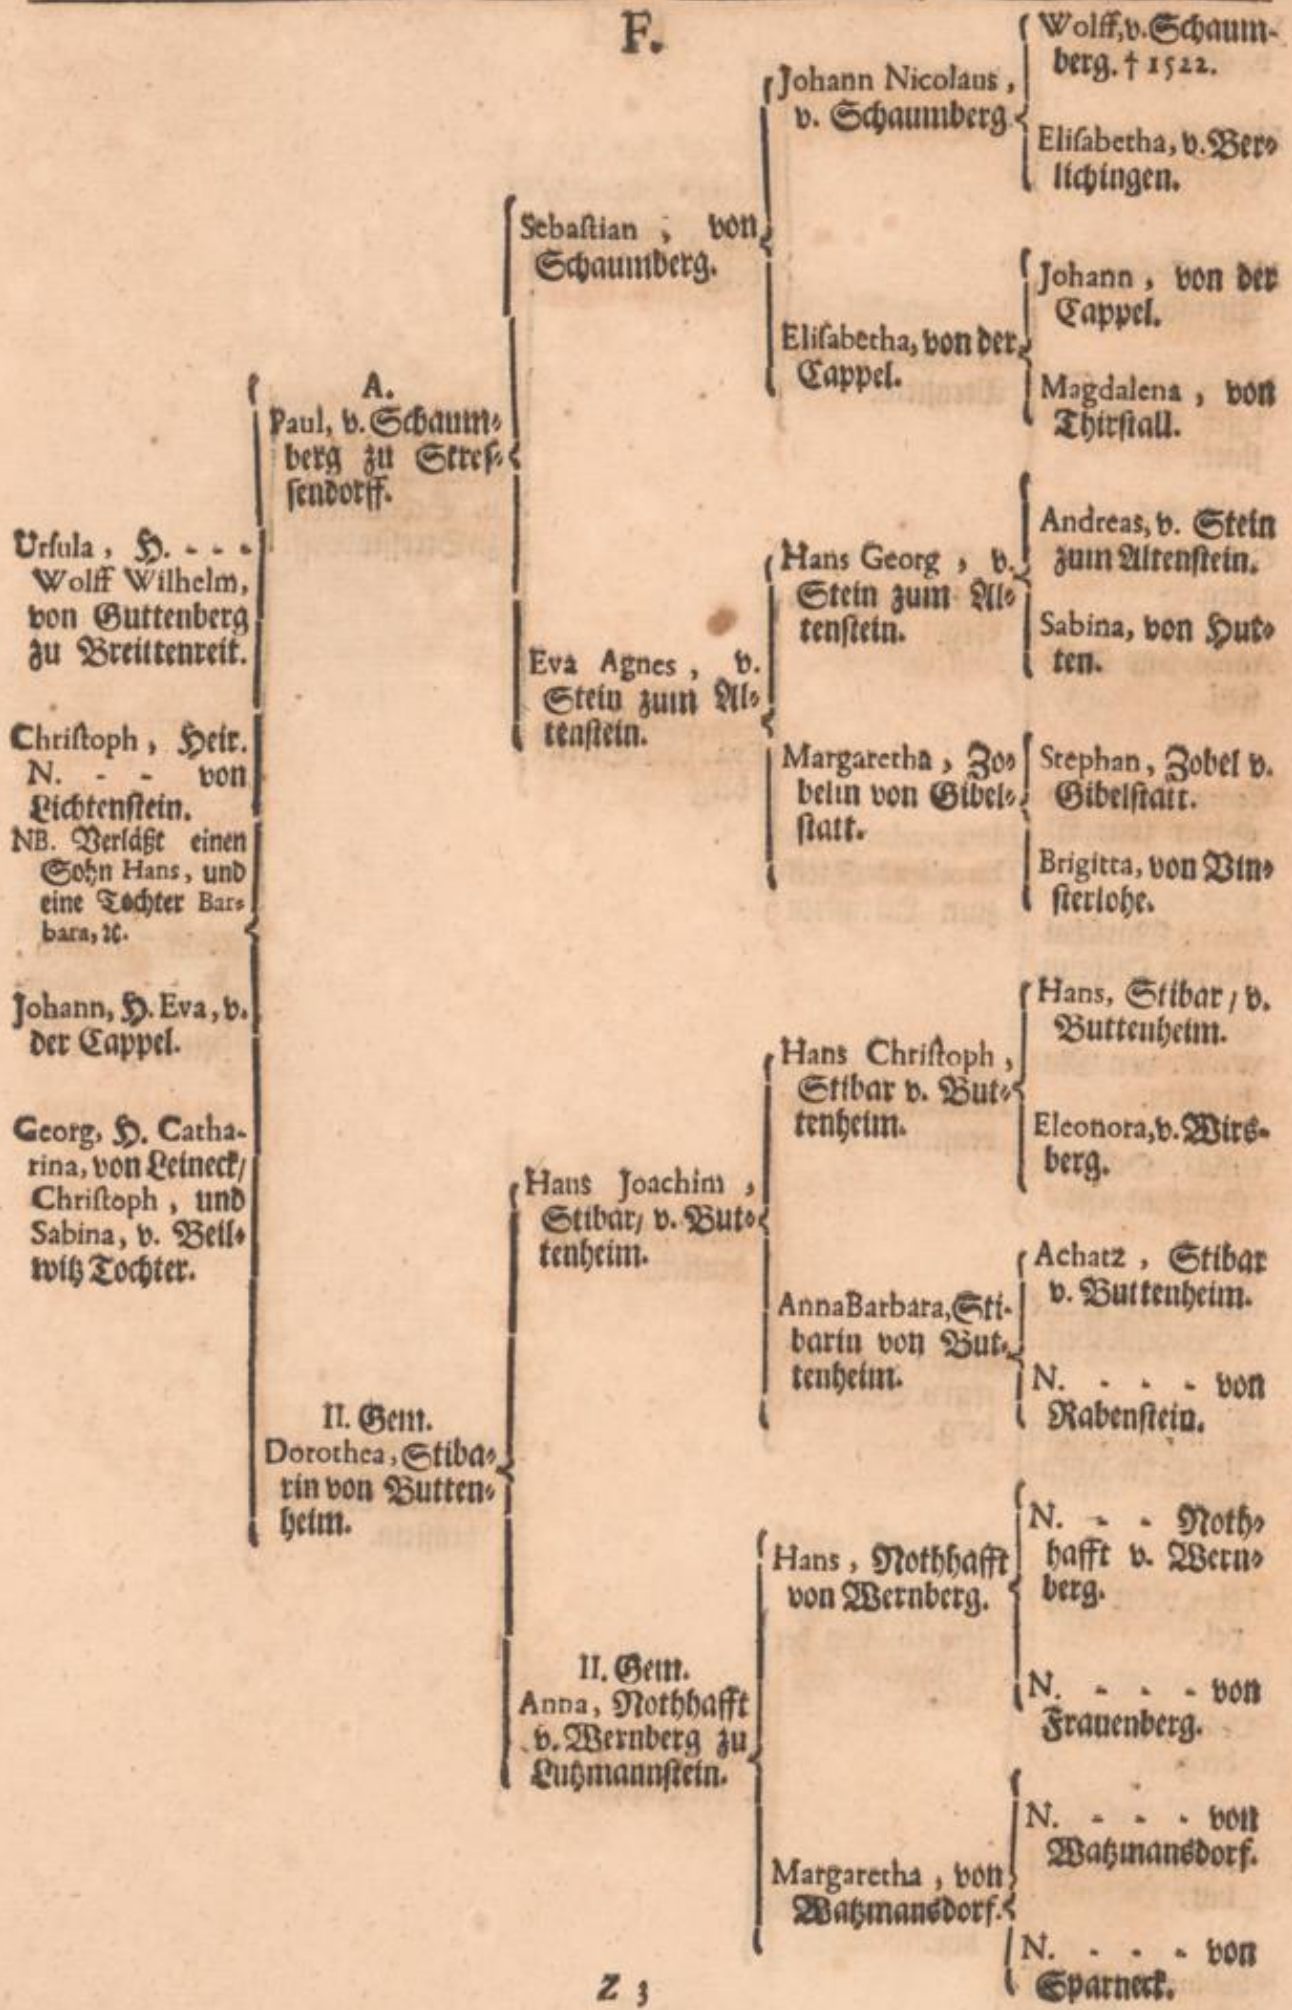 F.
Ursula, H. - - -
Wolff Wilhelm,
von Guttenberg
zu Breittenreit.
Christoph, Heir.
N. - - von
Lichtenstein.
NB. Verläßt einen
Sohn Hans, und
eine Tochter Bar-
bara, ꝛc.
Johann, H. Eva, v.
der Cappel.
Georg, H. Catha-
rina, von Leineck/
Christoph, und
Sabina, v. Beil-
witz Tochter.
A.
Paul, v. Schaum-
berg zu Stres-
sendorff.
II. Gem.
Dorothea, Stiba-
rin von Butten-
heim.
Sebastian, von
Schaumberg.
Eva Agnes, v.
Stein zum Al-
tenstein.
Hans Joachim,
Stibar/ v. But-
tenheim.
II. Gem.
Anna, Nothhafft
v. Wernberg zu
Lutzmannstein.
Johann Nicolaus,
v. Schaumberg
Elisabetha, von der
Cappel.
Hans Georg, v.
Stein zum Al-
tenstein.
Margaretha, Zo-
belin von Gibel-
statt.
Hans Christoph,
Stibar v. But-
tenheim.
Anna Barbara, Sti-
barin von But-
tenheim.
Hans, Nothhafft
von Wernberg.
Margaretha, von
Watzmansdorf.
Wolff, v. Schaum-
berg. † 1522.
Elisabetha, v. Ber-
lichingen.
Johann, von der
Cappel.
Magdalena, von
Thirstall.
Andreas, v. Stein
zum Altenstein.
Sabina, von Hut-
ten.
Stephan, Zobel v.
Gibelstatt.
Brigitta, von Vin-
sterlohe.
Hans, Stibar/ v.
Buttenheim.
Eleonora, v. Wirs-
berg.
Achatz, Stibar
v. Buttenheim.
N. - - - von
Rabenstein.
N. - - Noth-
hafft v. Wern-
berg.
N. - - - von
Frauenberg.
N. - - - von
Watzmansdorf.
N. - - - von
Sparneck.
Z 3